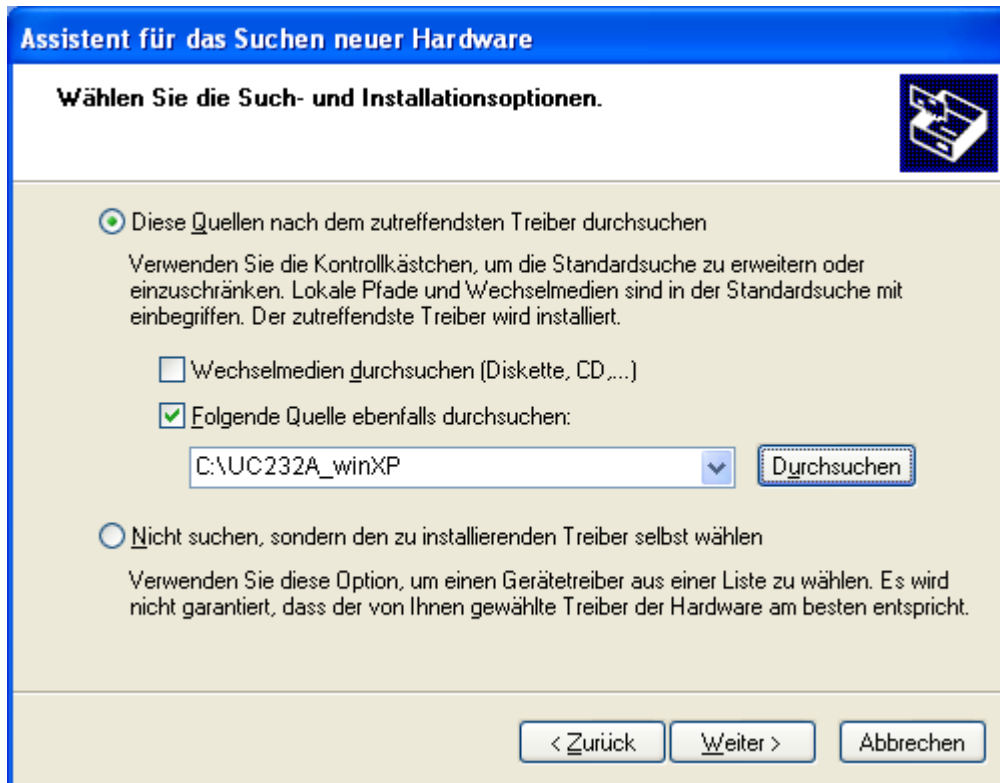 Assistent für das Suchen neuer Hardware
Wählen Sie die Such- und Installationsoptionen.
Diese Quellen nach dem zutreffendsten Treiber durchsuchen
Verwenden Sie die Kontrollkästchen, um die Standardsuche zu erweitern oder
einzuschränken. Lokale Pfade und Wechselmedien sind in der Standardsuche mit
einbegriffen. Der zutreffendste Treiber wird installiert.
Wechselmedien durchsuchen (Diskette, CD,...)
Folgende Quelle ebenfalls durchsuchen:
C:\UC232A_winXP
Durchsuchen
Nicht suchen, sondern den zu installierenden Treiber selbst wählen
Verwenden Sie diese Option, um einen Gerätetreiber aus einer Liste zu wählen. Es wird
nicht garantiert, dass der von Ihnen gewählte Treiber der Hardware am besten entspricht.
< Zurück
Weiter >
Abbrechen